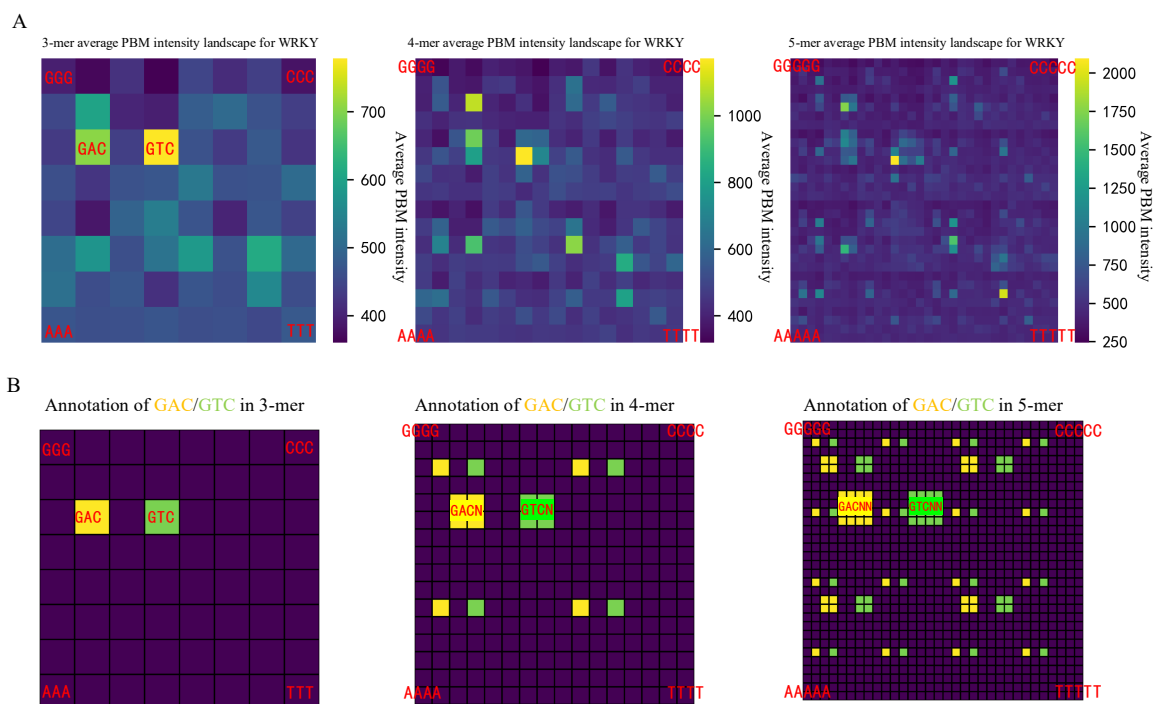 A
3-mer average PBM intensity landscape for WRKY
GGG
CCC
GAC
GTC
AAA
TTT
700
600
500
400
Average PBM intensity
4-mer average PBM intensity landscape for WRKY
GGGG
CCCC
AAAA
TTTT
1000
800
600
400
Average PBM intensity
5-mer average PBM intensity landscape for WRKY
GGGGG
CCCCC
AAAAA
TTTTT
2000
1750
1500
1250
1000
750
500
250
Average PBM intensity
B
Annotation of GAC/GTC in 3-mer
GGG
CCC
GAC
GTC
AAA
TTT
Annotation of GAC/GTC in 4-mer
GGGG
CCCC
GACN
GTCN
AAAA
TTTT
Annotation of GAC/GTC in 5-mer
GGGGG
CCCCC
GACNN
GTCNN
AAAAA
TTTTT